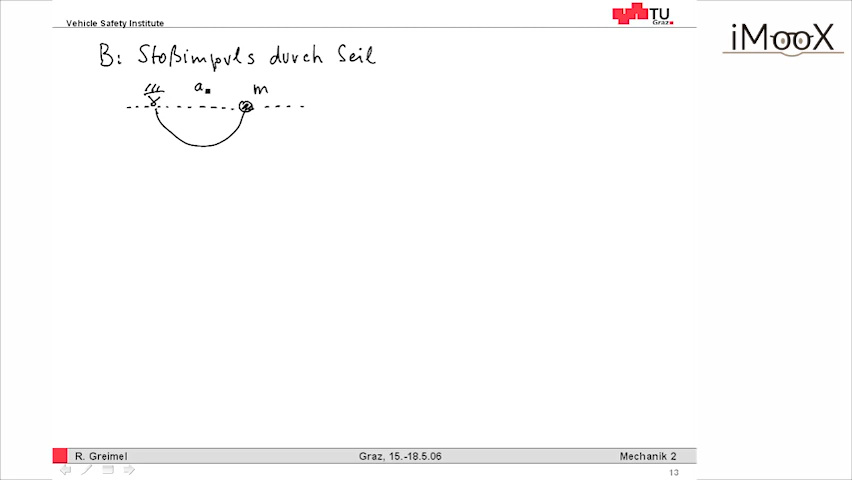 Vehicle Safety Institute
TU
Graz
iMooX
B: Stoßimpuls durch Seil
a
m
R. Greimel
Graz, 15.-18.5.06
Mechanik 2
13